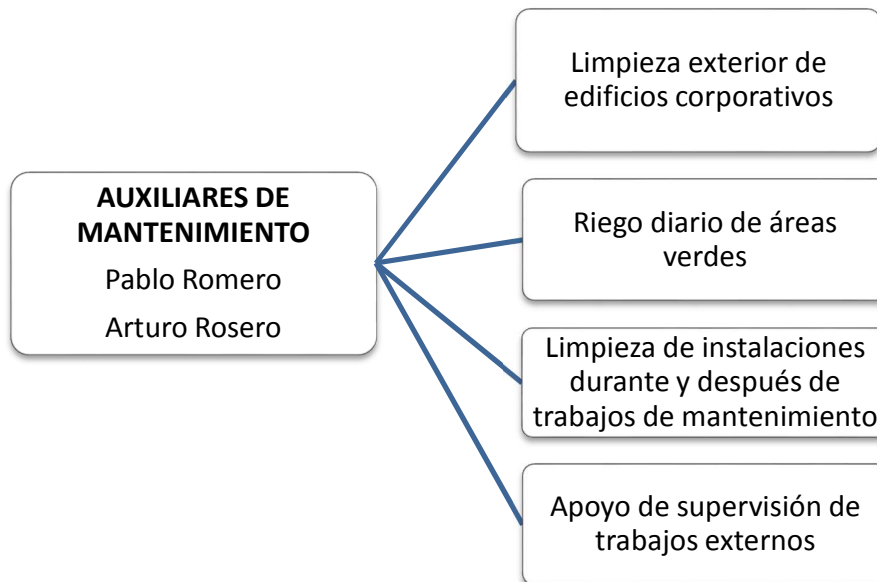 AUXILIARES DE
MANTENIMIENTO
Pablo Romero
Arturo Rosero
Limpieza exterior de
edificios corporativos
Riego diario de áreas
verdes
Limpieza de instalaciones
durante y después de
trabajos de mantenimiento
Apoyo de supervisión de
trabajos externos